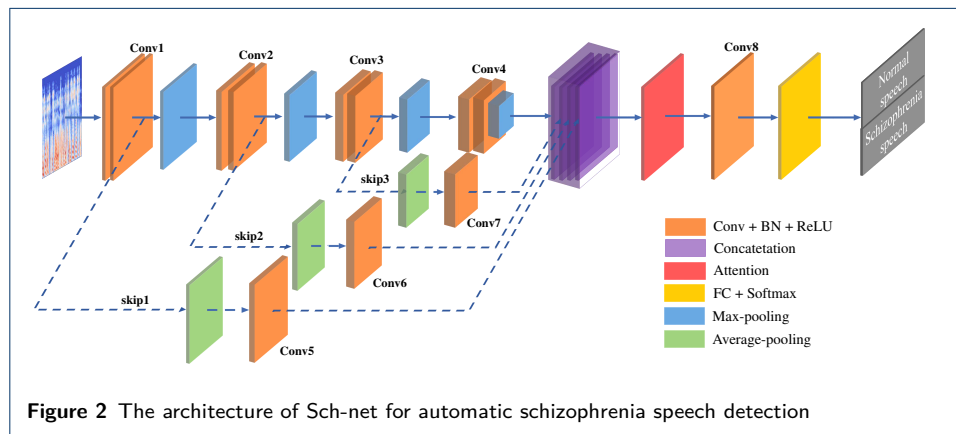 Conv1
Conv2
Conv3
Conv4
Conv8
Normal
speech
Schizophrenia
speech
skip3
Conv7
skip2
Conv6
skip1
Conv5
Conv + BN + ReLU
Concatetation
Attention
FC + Softmax
Max-pooling
Average-pooling
Figure 2 The architecture of Sch-net for automatic schizophrenia speech detection